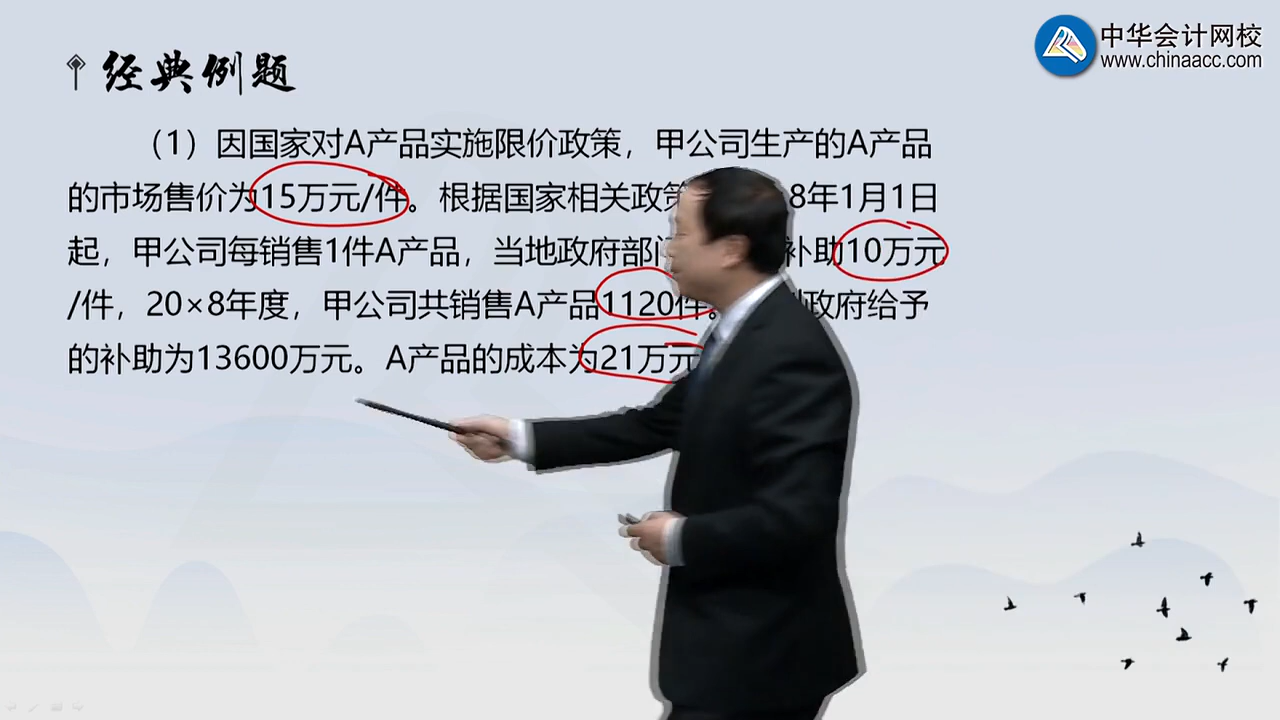 经典例题
中华会计网校
www.chinaacc.com
（1）因国家对A产品实施限价政策，甲公司生产的A产品
的市场售价为15万元/件。根据国家相关政 8年1月1日
起，甲公司每销售1件A产品，当地政府部 补助10万元
/件，20×8年度，甲公司共销售A产品1120件。 政府给予
的补助为13600万元。A产品的成本为21万元